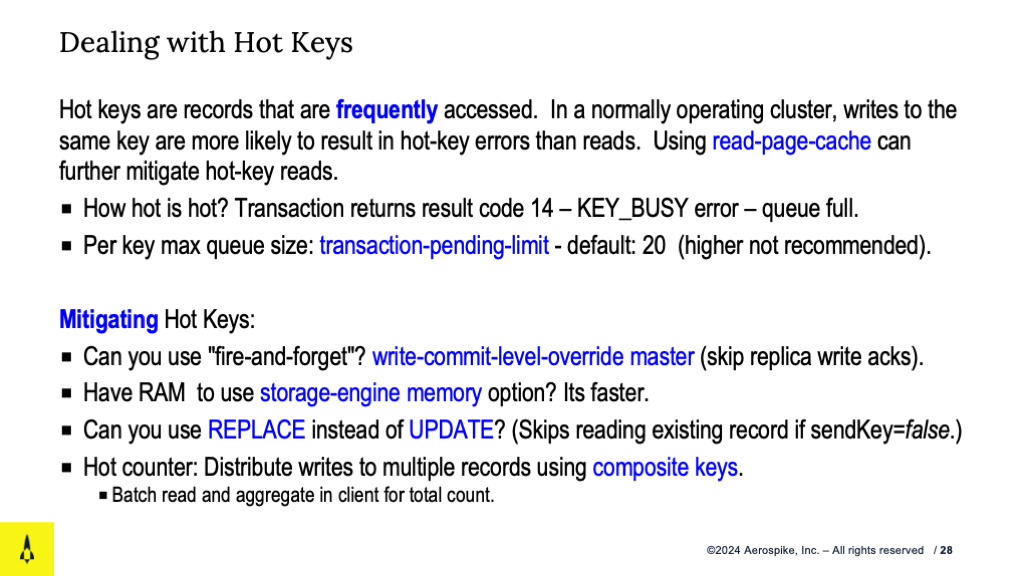 Dealing with Hot Keys
Hot keys are records that are frequently accessed.  In a normally operating cluster, writes to the
same key are more likely to result in hot-key errors than reads.  Using read-page-cache can
further mitigate hot-key reads.
▪ How hot is hot? Transaction returns result code 14 – KEY_BUSY error – queue full.
▪ Per key max queue size: transaction-pending-limit - default: 20  (higher not recommended).
Mitigating Hot Keys:
▪ Can you use "fire-and-forget"? write-commit-level-override master (skip replica write acks).
▪ Have RAM  to use storage-engine memory option? Its faster.
▪ Can you use REPLACE instead of UPDATE? (Skips reading existing record if sendKey=false.)
▪ Hot counter: Distribute writes to multiple records using composite keys.
▪ Batch read and aggregate in client for total count.
©2024 Aerospike, Inc. – All rights reserved   / 28